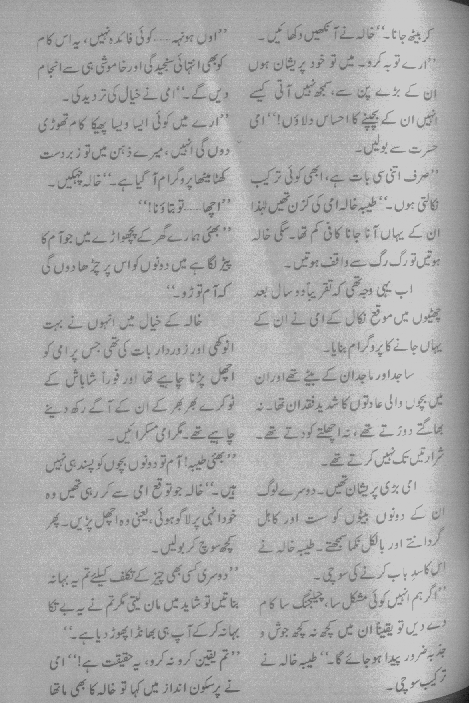 کر بیٹھ جانا۔‘‘ خالہ نے آنکھیں دکھائیں۔
’’ارے توبہ کرو۔ میں تو خود پریشان ہوں
ان کے بڑے پن سے، سمجھ نہیں آتی کیسے
انہیں ان کے بچپنے کا احساس دلاؤں!‘‘ امی
حسرت سے بولیں۔
’’صرف اتنی سی بات ہے، ابھی کوئی ترکیب
نکالتی ہوں۔‘‘ طیبہ خالہ امی کی کزن تھیں لہٰذا
ان کے یہاں آنا جانا کافی کم تھا۔ سگی خالہ
ہوتیں تو رگ رگ سے واقف ہوتیں۔
اب یہی وجہ تھی کہ تقریباً دو سال بعد
چھٹیوں میں موقع نکال کے امی نے ان کے
یہاں جانے کا پروگرام بنایا۔
ساجد اور ماجد ان کے بیٹے تھے اور ان
میں بچوں والی عادتوں کا شدید فقدان تھا۔ نہ
بھاگتے دوڑتے تھے، نہ اچھلتے کودتے تھے۔
شرارتیں تک نہیں کرتے تھے۔
امی بڑی پریشان تھیں۔ دوسرے لوگ
ان کے دونوں بیٹوں کو سست اور کاہل
گردانتے اور بالکل نکما سمجھتے۔ طیبہ خالہ نے
اس کا سدباب کرنے کی سوچی۔
’’اگر ہم انہیں کوئی مشکل سا، چیلنجنگ سا کام
دے دیں تو یقیناً ان میں کچھ نہ کچھ جوش و
جذبہ ضرور پیدا ہو جائے گا۔‘‘ طیبہ خالہ نے
ترکیب سوچی۔
’’اوں ہونہہ....کوئی فائدہ نہیں، یہ اس کام
کو بھی انتہائی سنجیدگی اور خاموشی ہی سے انجام
دیں گے۔‘‘ امی نے خیال کی تردید کی۔
’’ارے میں کوئی ایسا ویسا پھیکا کام تھوڑی
دوں گی انہیں، میرے ذہن میں تو زبردست
کھٹا میٹھا پروگرام آ گیا ہے۔‘‘ خالہ چہکیں۔
’’اچھا.....تو بتاؤ نا!‘‘
’’بھئی ہمارے گھر کے پچھواڑے میں جو آم کا
پیڑ لگا ہے میں دونوں کو اس پر چڑھا دوں گی
کہ آم توڑو۔‘‘
خالہ کے خیال میں انہوں نے بہت
انوکھی اور زوردار بات کی تھی جس پر امی کو
اچھل پڑنا چاہیے تھا اور فوراً شاباش کے
ٹوکرے بھر بھر کے ان کے آگے رکھ دینے
چاہیے تھے۔ مگر امی مسکرائیں۔
’’بھئی طیبہ! آم تو دونوں بچوں کو پسند ہی نہیں
ہیں۔‘‘ خالہ جو توقع امی سے کر رہی تھیں وہ
خود انہی پر لاگو ہوئی، یعنی وہ اچھل پڑیں۔ پھر
کچھ سوچ کر بولیں۔
’’دوسری کسی بھی چیز کے تکلف کیلئے تم یہ بہانہ
بناتیں تو شاید میں مان لیتی مگر تم نے یہ بے تکا
بہانہ کر کے آپ ہی بھانڈا پھوڑ دیا ہے۔‘‘
’’تم یقین کرو نہ کرو، یہ حقیقت ہے!‘‘ امی
نے پرسکون انداز میں کہا تو خالہ کا بھی ماتھا